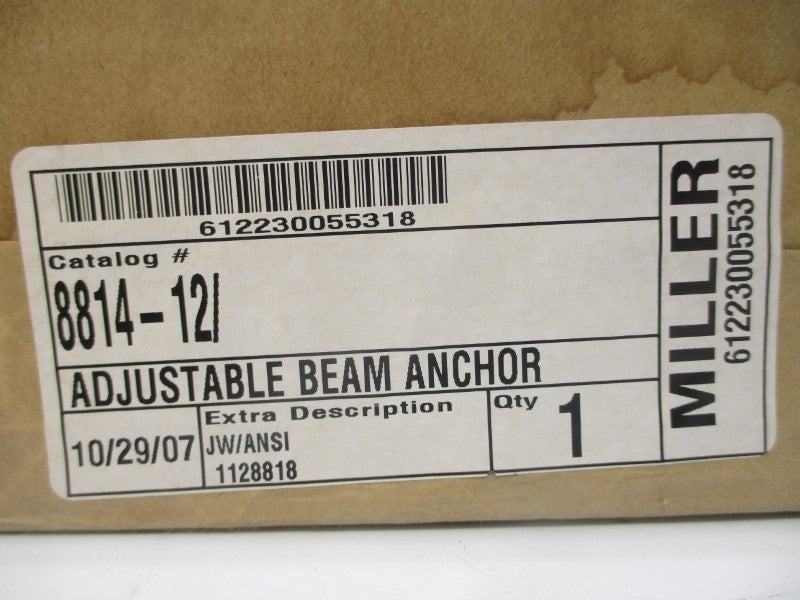 612230055318
Catalog #
8814-12/
ADJUSTABLE BEAM ANCHOR
10/29/07
Extra Description
JW/ANSI
1128818
Qty
1
MILLER
612230055318